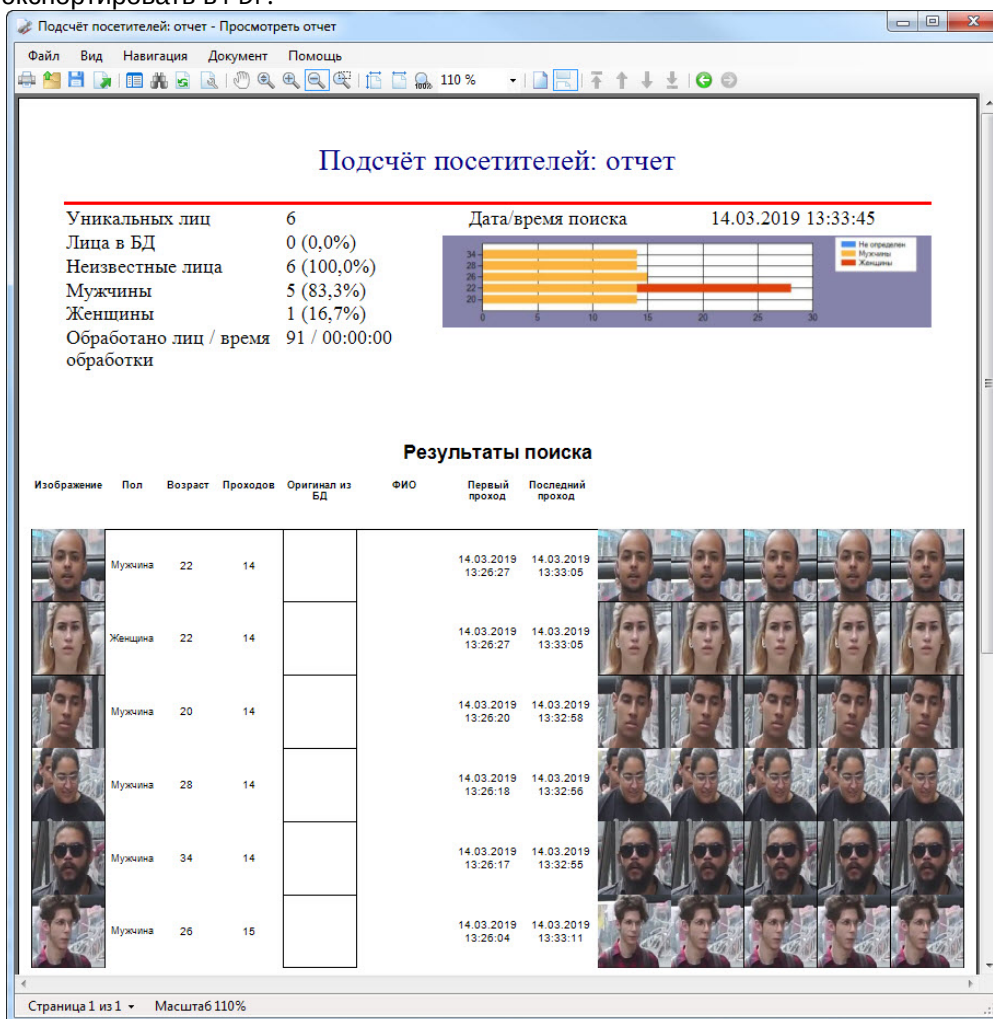 экспортировать в PDF.
Подсчёт посетителей: отчет - Просмотреть отчет
Файл Вид Навигация Документ Помощь
100% 110 %
Подсчёт посетителей: отчет
Уникальных лиц 6 Дата/время поиска 14.03.2019 13:33:45
Лица в БД 0 (0,0%)
Неизвестные лица 6 (100,0%)
Мужчины 5 (83,3%)
Женщины 1 (16,7%)
Обработано лиц / время 91 / 00:00:00
обработки
Не определен
Мужчины
Женщины
34
28
26
22
20
0 5 10 15 20 25 30
Результаты поиска
Изображение Пол Возраст Проходов Оригинал из ФИО Первый Последний
БД проход проход
Мужчина 22 14 14.03.2019 14.03.2019
13:26:27 13:33:05
Женщина 22 14 14.03.2019 14.03.2019
13:26:27 13:33:05
Мужчина 20 14 14.03.2019 14.03.2019
13:26:20 13:32:58
Мужчина 28 14 14.03.2019 14.03.2019
13:26:18 13:32:56
Мужчина 34 14 14.03.2019 14.03.2019
13:26:17 13:32:55
Мужчина 26 15 14.03.2019 14.03.2019
13:26:04 13:33:11
Страница 1 из 1 Масштаб 110%